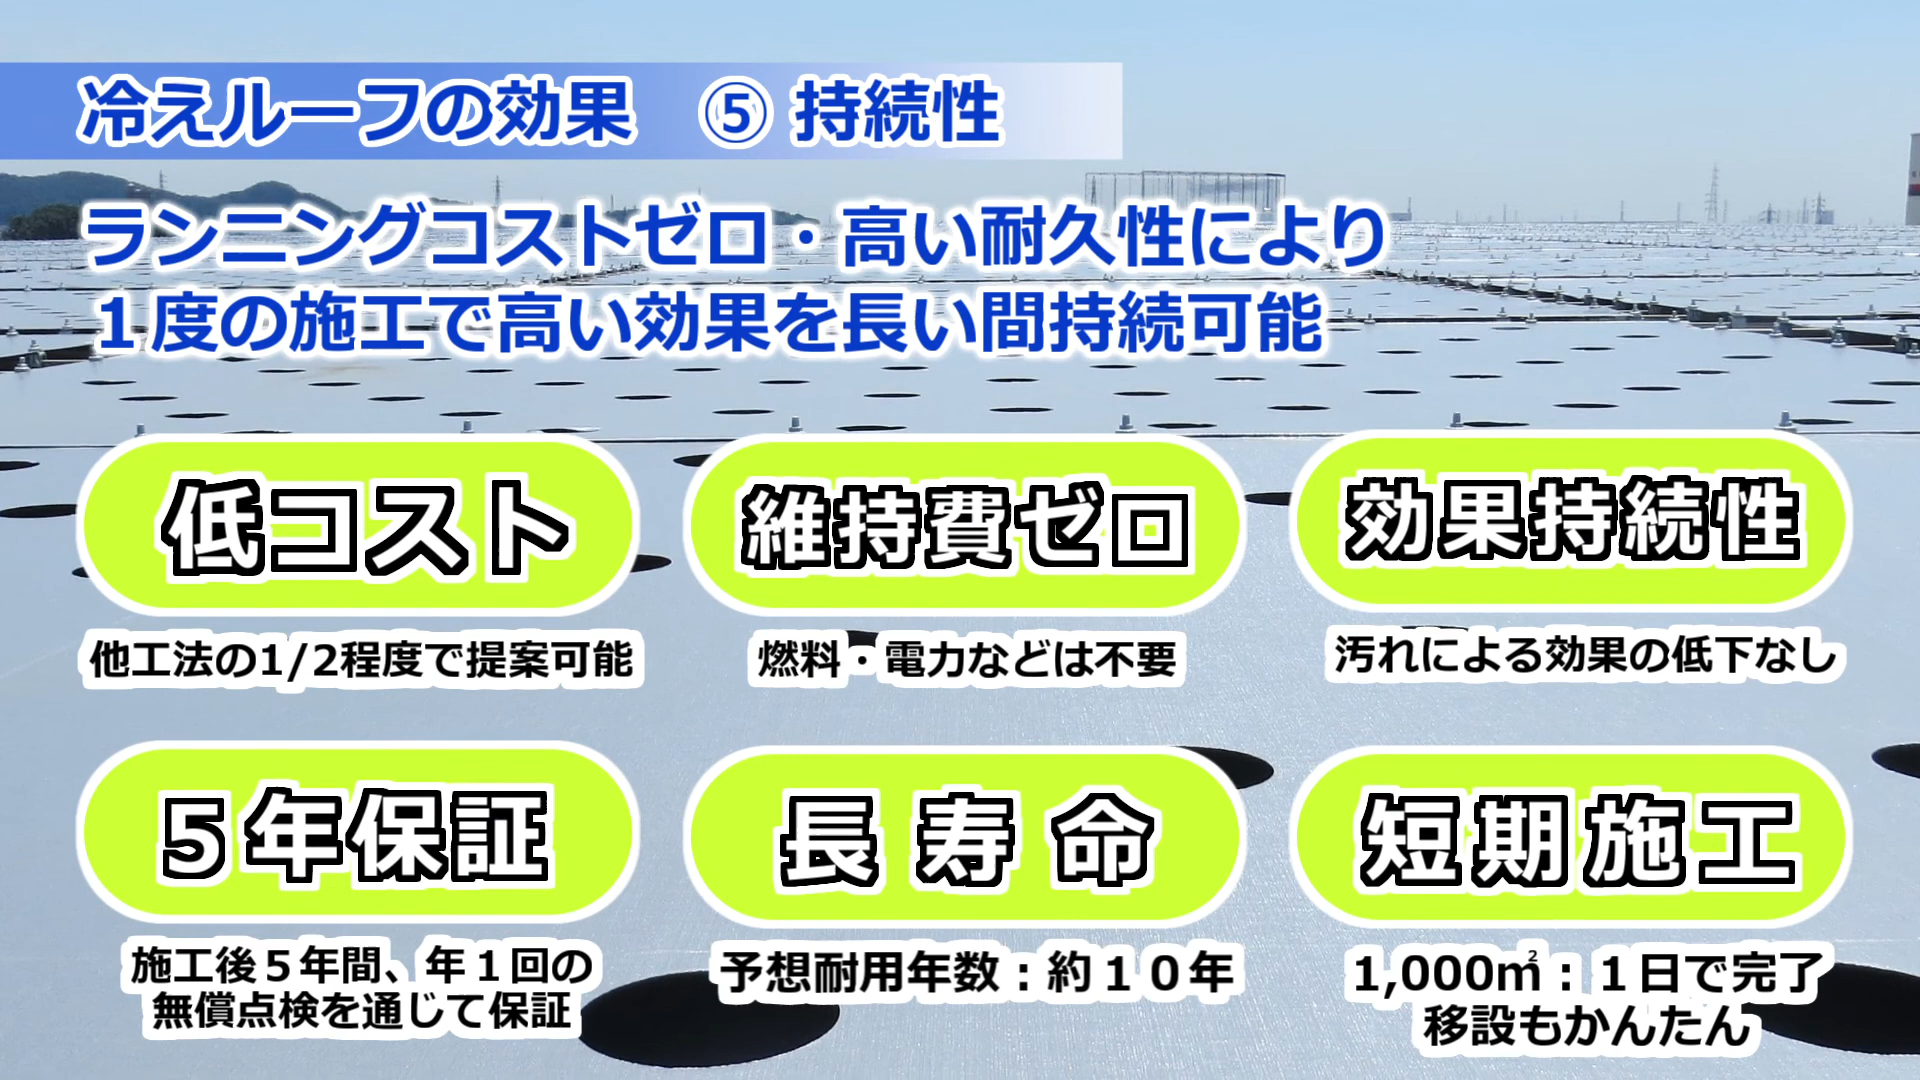 冷えルーフの効果　⑤ 持続性
ランニングコストゼロ・高い耐久性により
１度の施工で高い効果を長い間持続可能
低コスト
維持費ゼロ
効果持続性
他工法の1/2程度で提案可能
燃料・電力などは不要
汚れによる効果の低下なし
５年保証
長寿命
短期施工
施工後５年間、年１回の
無償点検を通じて保証
予想耐用年数：約１０年
1,000㎡：１日で完了
移設もかんたん